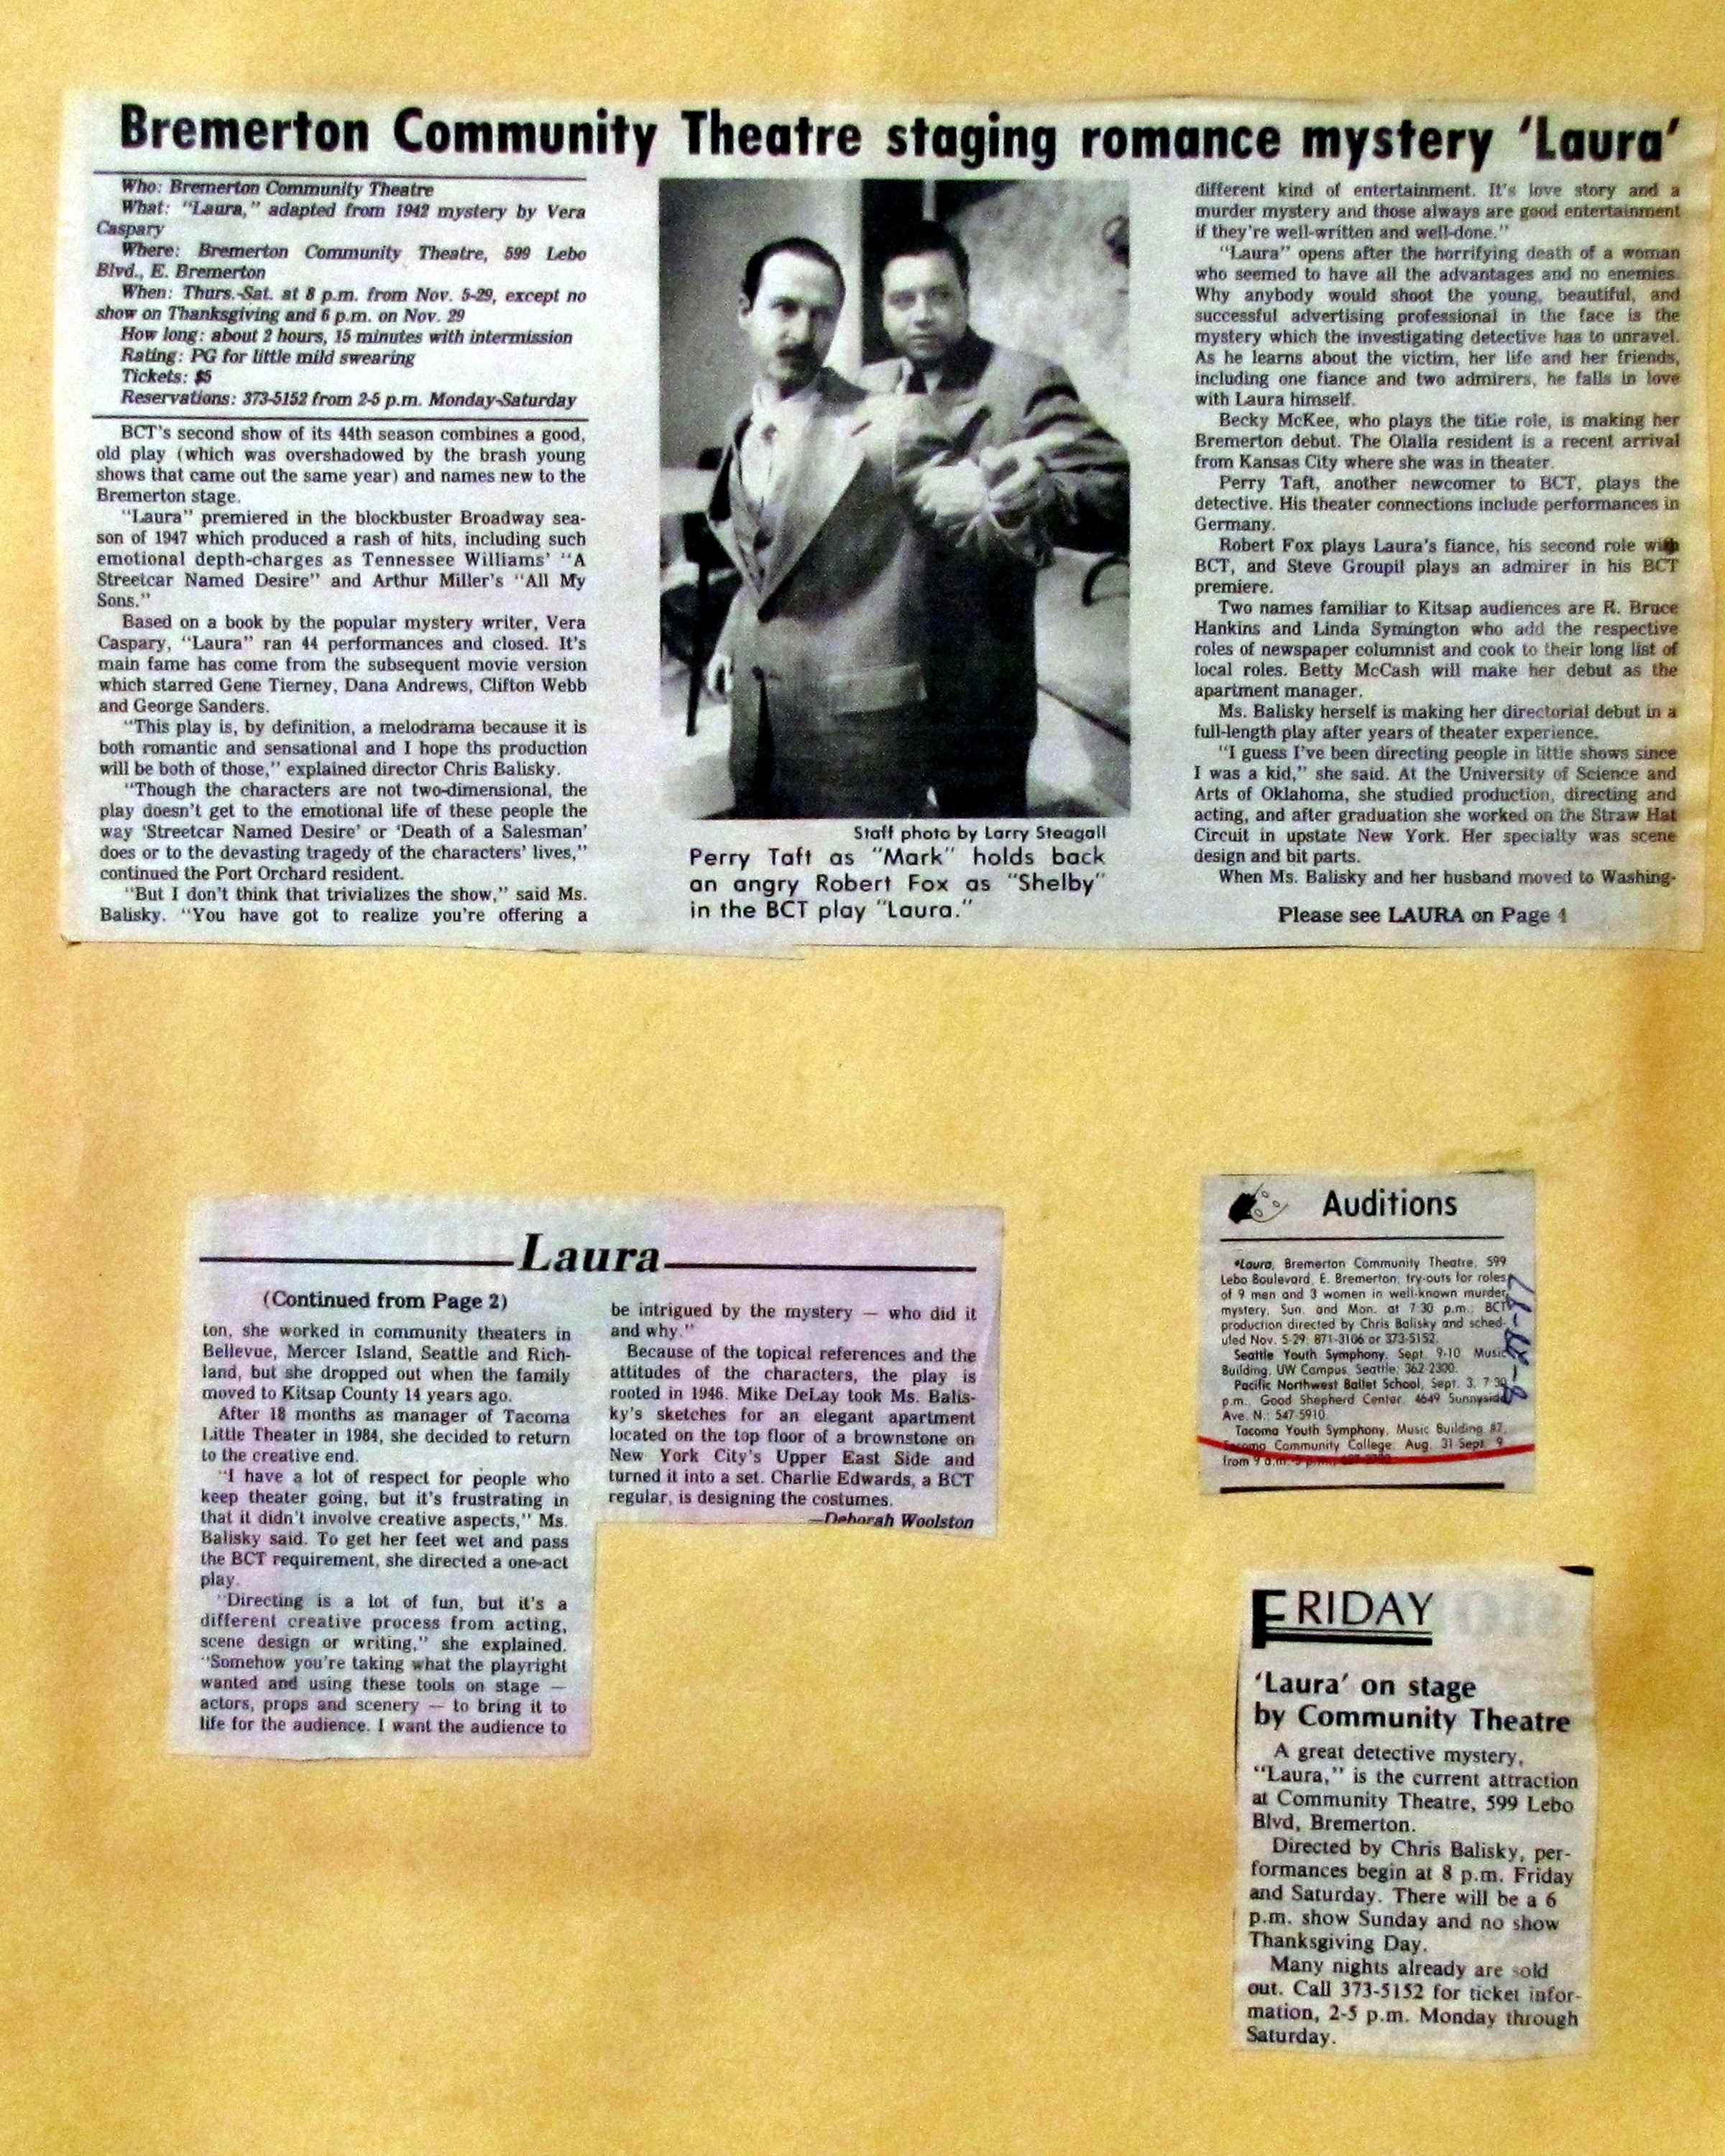 Bremerton Community Theatre staging romance mystery 'Laura'
Who: Bremerton Community Theatre
What: "Laura," adapted from 1942 mystery by Vera
Caspary
Where: Bremerton Community Theatre, 599 Lebo
Blvd., E. Bremerton
When: Thurs.-Sat. at 8 p.m. from Nov. 5-29, except no
show on Thanksgiving and 6 p.m. on Nov. 29
How long: about 2 hours, 15 minutes with intermission
Rating: PG for little mild swearing
Tickets: $5
Reservations: 373-5152 from 2-5 p.m. Monday-Saturday
BCT's second show of its 44th season combines a good,
old play (which was overshadowed by the brash young
shows that came out the same year) and names new to the
Bremerton stage.
"Laura" premiered in the blockbuster Broadway sea-
son of 1947 which produced a rash of hits, including such
emotional depth-charges as Tennessee Williams' "A
Streetcar Named Desire" and Arthur Miller's "All My
Sons."
Based on a book by the popular mystery writer, Vera
Caspary, "Laura" ran 44 performances and closed. It's
main fame has come from the subsequent movie version
which starred Gene Tierney, Dana Andrews, Clifton Webb
and George Sanders.
"This play is, by definition, a melodrama because it is
both romantic and sensational and I hope ths production
will be both of those," explained director Chris Balisky.
"Though the characters are not two-dimensional, the
play doesn't get to the emotional life of these people the
way 'Streetcar Named Desire' or 'Death of a Salesman'
does or to the devasting tragedy of the characters' lives,"
continued the Port Orchard resident.
"But I don't think that trivializes the show," said Ms.
Balisky. "You have got to realize you're offering a
Staff photo by Larry Steagall
Perry Taft as "Mark" holds back
an angry Robert Fox as "Shelby"
in the BCT play "Laura."
different kind of entertainment. It's love story and a
murder mystery and those always are good entertainment
if they're well-written and well-done."
"Laura" opens after the horrifying death of a woman
who seemed to have all the advantages and no enemies.
Why anybody would shoot the young, beautiful, and
successful advertising professional in the face is the
mystery which the investigating detective has to unravel.
As he learns about the victim, her life and her friends,
including one fiance and two admirers, he falls in love
with Laura himself.
Becky McKee, who plays the title role, is making her
Bremerton debut. The Olalla resident is a recent arrival
from Kansas City where she was in theater.
Perry Taft, another newcomer to BCT, plays the
detective. His theater connections include performances in
Germany.
Robert Fox plays Laura's fiance, his second role with
BCT, and Steve Groupil plays an admirer in his BCT
premiere.
Two names familiar to Kitsap audiences are R. Bruce
Hankins and Linda Symington who add the respective
roles of newspaper columnist and cook to their long list of
local roles. Betty McCash will make her debut as the
apartment manager.
Ms. Balisky herself is making her directorial debut in a
full-length play after years of theater experience.
"I guess I've been directing people in little shows since
I was a kid," she said. At the University of Science and
Arts of Oklahoma, she studied production, directing and
acting, and after graduation she worked on the Straw Hat
Circuit in upstate New York. Her specialty was scene
design and bit parts.
When Ms. Balisky and her husband moved to Washing-
Please see LAURA on Page 4
Laura
(Continued from Page 2)
ton, she worked in community theaters in
Bellevue, Mercer Island, Seattle and Rich-
land, but she dropped out when the family
moved to Kitsap County 14 years ago.
After 18 months as manager of Tacoma
Little Theater in 1984, she decided to return
to the creative end.
"I have a lot of respect for people who
keep theater going, but it's frustrating in
that it didn't involve creative aspects," Ms.
Balisky said. To get her feet wet and pass
the BCT requirement, she directed a one-act
play.
"Directing is a lot of fun, but it's a
different creative process from acting,
scene design or writing," she explained.
"Somehow you're taking what the playright
wanted and using these tools on stage —
actors, props and scenery — to bring it to
life for the audience. I want the audience to
be intrigued by the mystery — who did it
and why."
Because of the topical references and the
attitudes of the characters, the play is
rooted in 1946. Mike DeLay took Ms. Balis-
ky's sketches for an elegant apartment
located on the top floor of a brownstone on
New York City's Upper East Side and
turned it into a set. Charlie Edwards, a BCT
regular, is designing the costumes.
—Deborah Woolston
Auditions
•Laura, Bremerton Community Theatre, 599
Lebo Boulevard, E. Bremerton; try-outs for roles
of 9 men and 3 women in well-known murder
mystery, Sun. and Mon. at 7:30 p.m.; BCT
production directed by Chris Balisky and sched-
uled Nov. 5-29; 871-3106 or 373-5152.
Seattle Youth Symphony, Sept. 9-10 Music
Building, UW Campus, Seattle; 362-2300.
Pacific Northwest Ballet School, Sept. 3, 7:30
p.m., Good Shepherd Center, 4649 Sunnyside
Ave. N.; 547-5910.
Tacoma Youth Symphony, Music Building 87,
Tacoma Community College: Aug. 31-Sept. 9
from 9 a.m.-5 p.m.;
FRIDAY
'Laura' on stage
by Community Theatre
A great detective mystery,
"Laura," is the current attraction
at Community Theatre, 599 Lebo
Blvd, Bremerton.
Directed by Chris Balisky, per-
formances begin at 8 p.m. Friday
and Saturday. There will be a 6
p.m. show Sunday and no show
Thanksgiving Day.
Many nights already are sold
out. Call 373-5152 for ticket infor-
mation, 2-5 p.m. Monday through
Saturday.